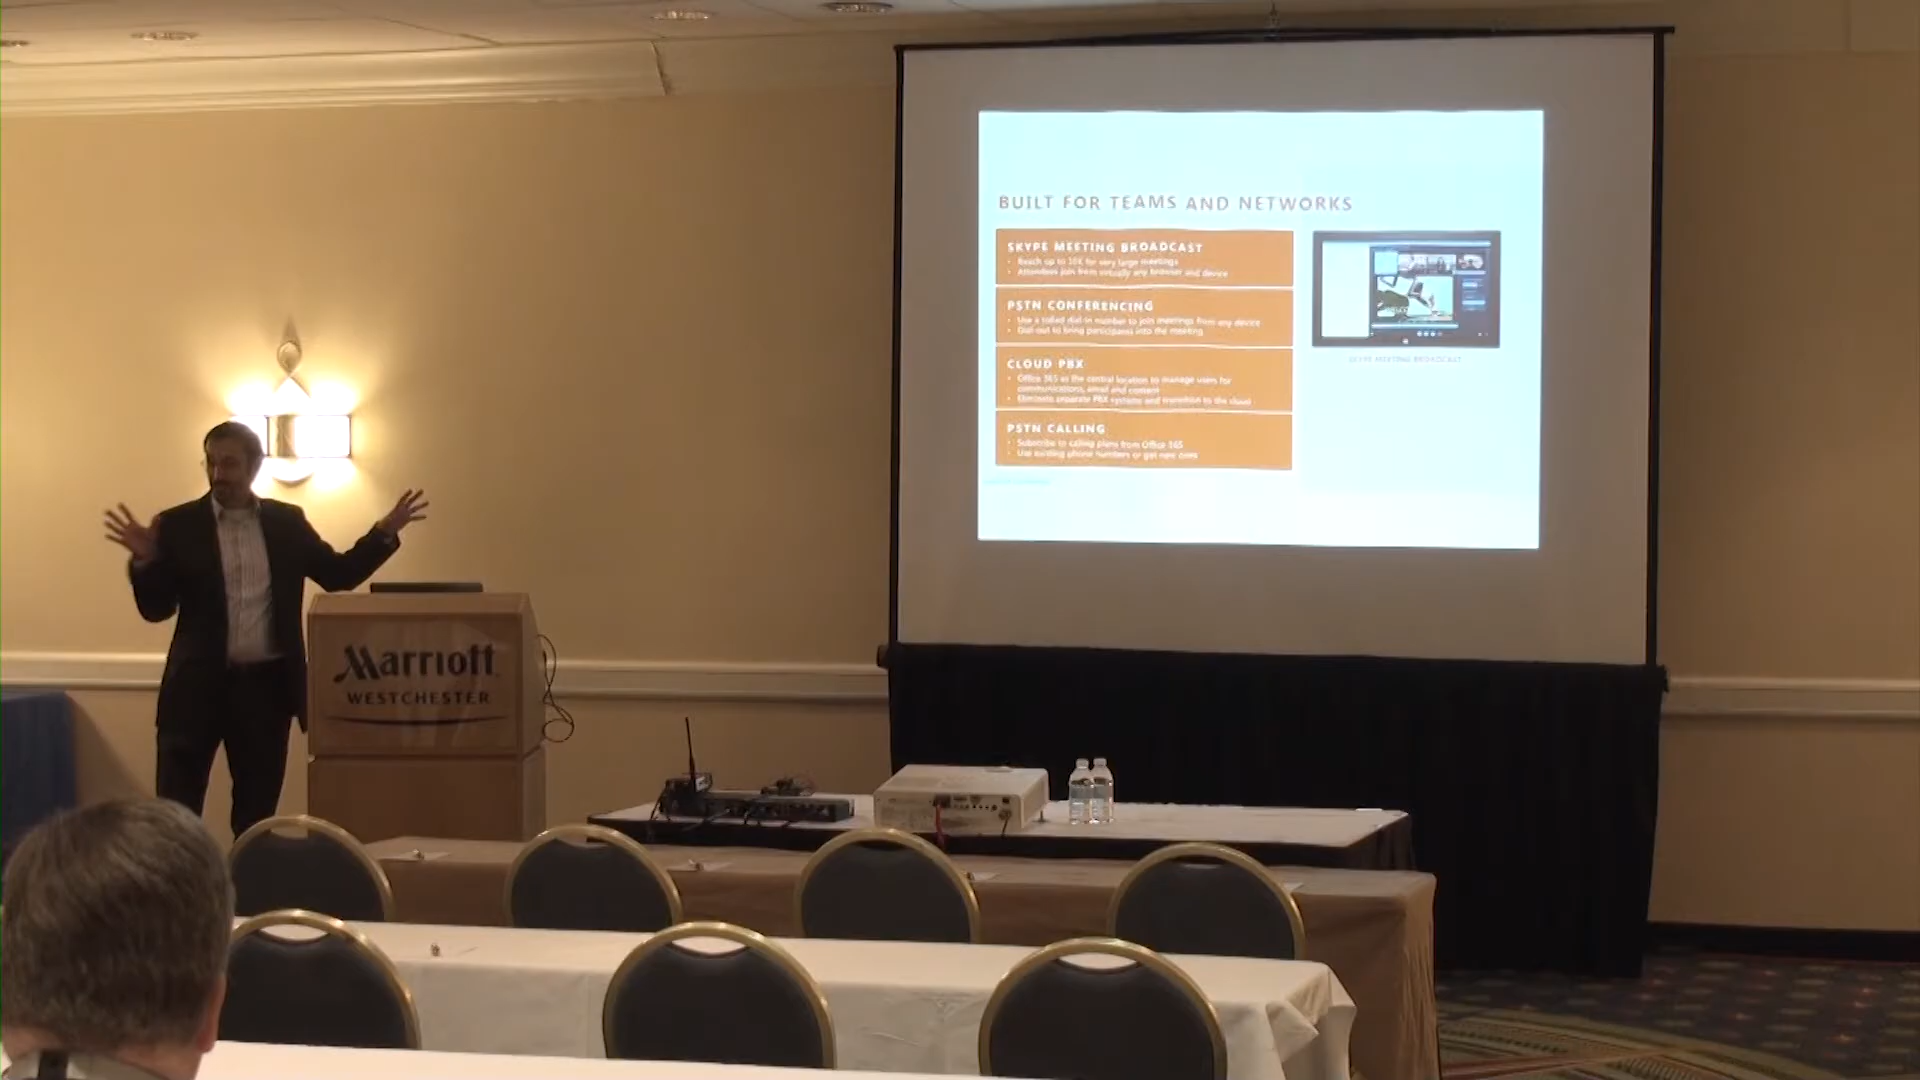 BUILT FOR TEAMS AND NETWORKS
SKYPE MEETING BROADCAST
• Reach up to 10K for very large meetings
• Attendees join from virtually any browser and device
PSTN CONFERENCING
• Use a tolled dial-in number to join meetings from any device
• Dial-out to bring participants into the meeting
CLOUD PBX
• Office 365 as the central location to manage users for
communications, email and content
• Eliminate separate PBX systems and transition to the cloud
PSTN CALLING
• Subscribe to calling plans from Office 365
• Use existing phone numbers or get new ones
SKYPE MEETING BROADCAST
Marriott
WESTCHESTER